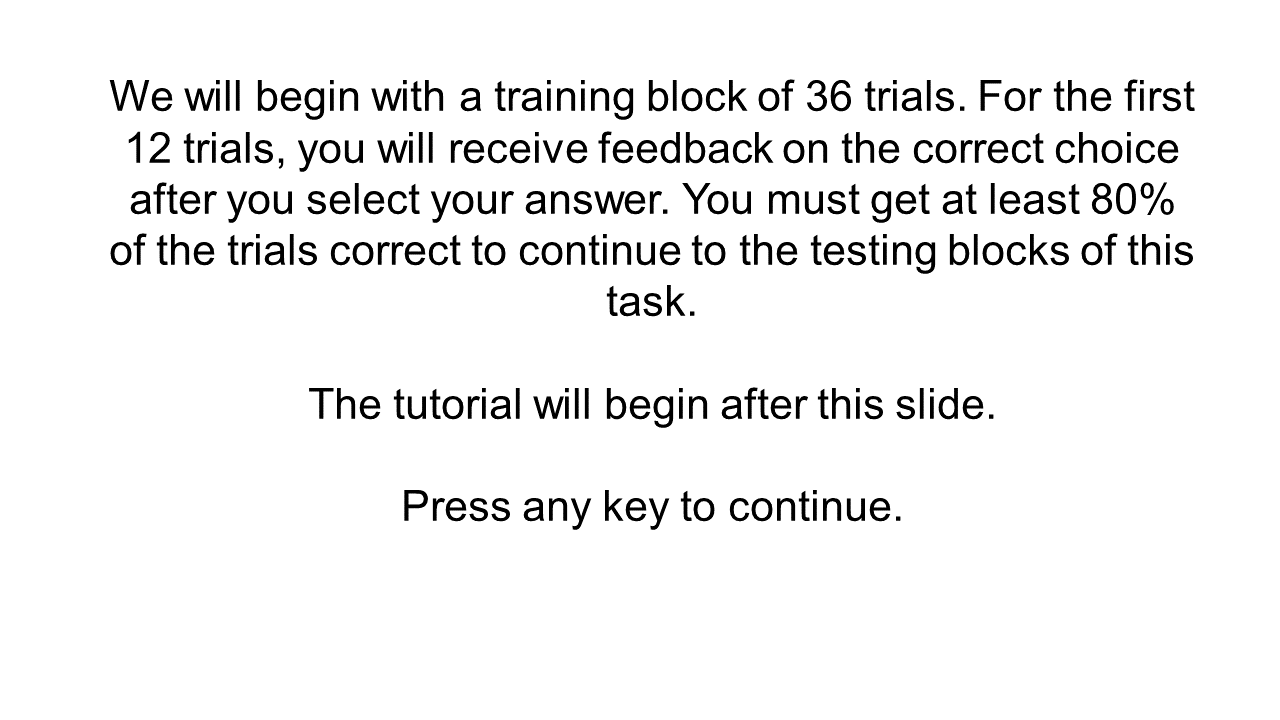 We will begin with a training block of 36 trials. For the first
12 trials, you will receive feedback on the correct choice
after you select your answer. You must get at least 80%
of the trials correct to continue to the testing blocks of this
task.
The tutorial will begin after this slide.
Press any key to continue.